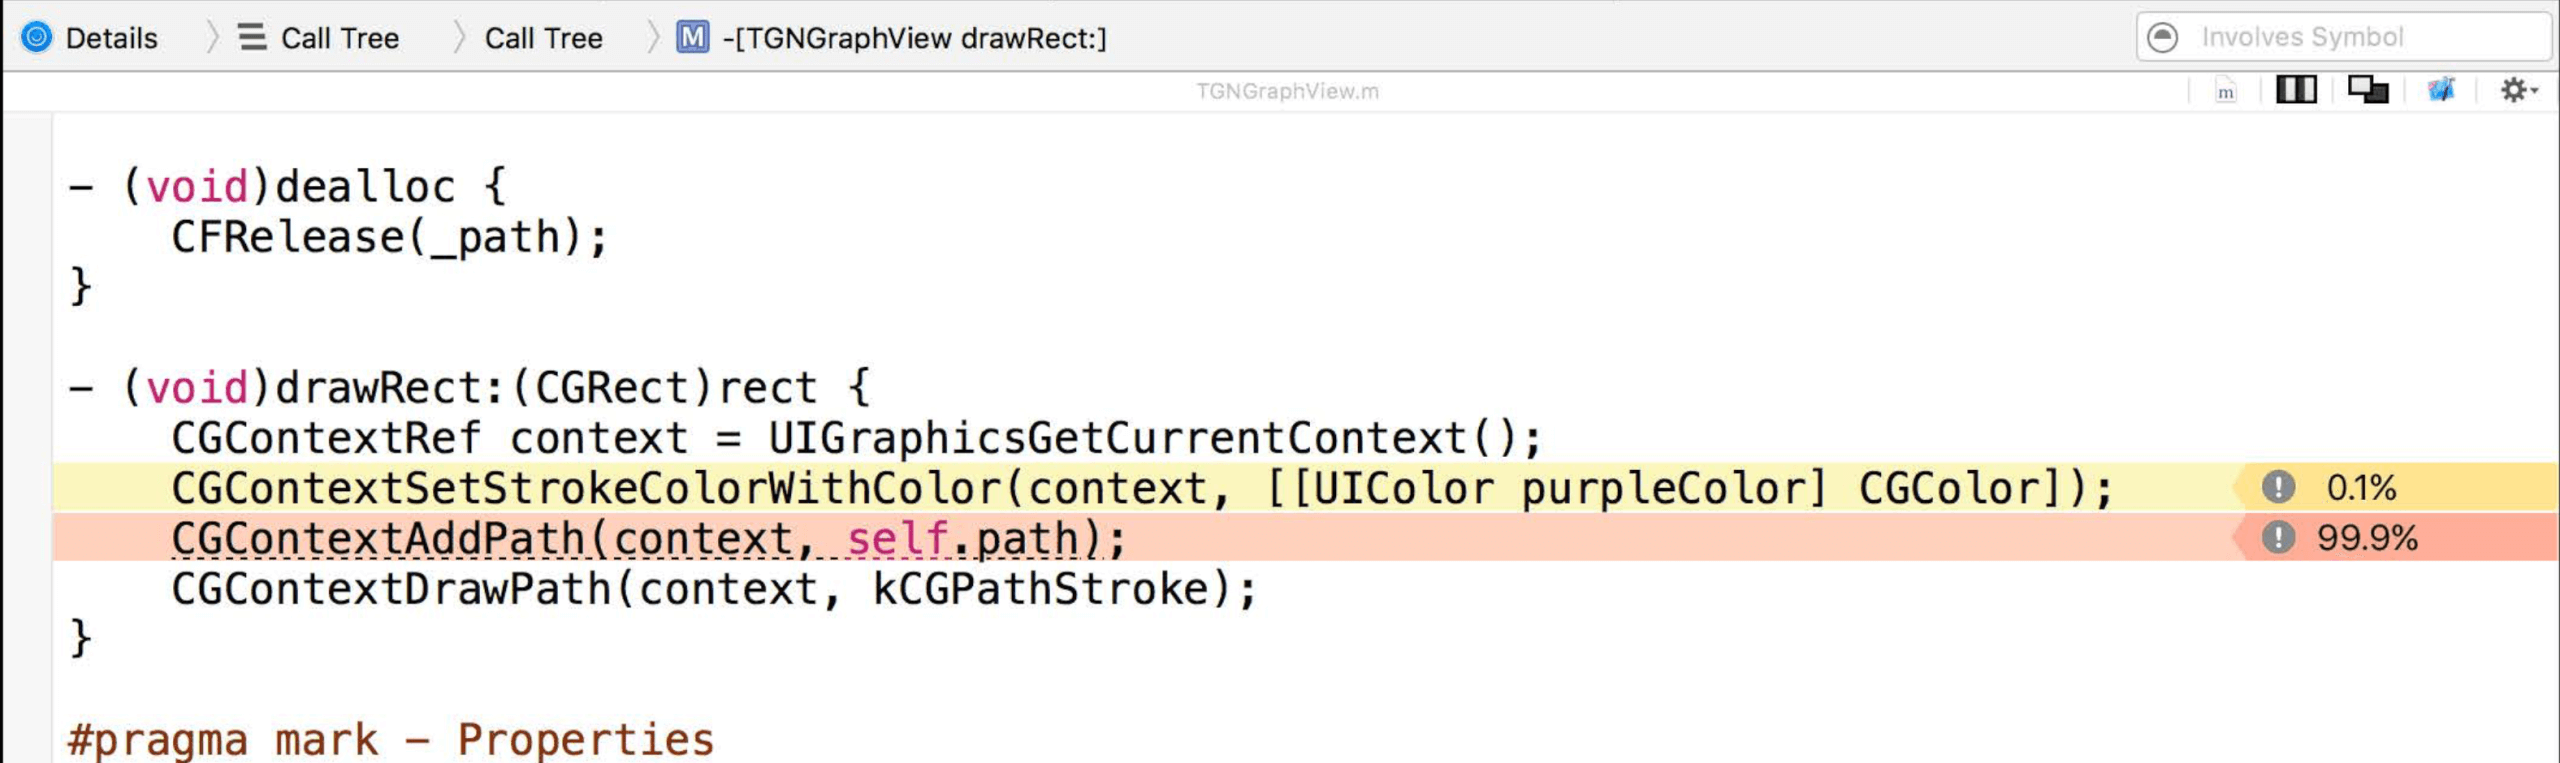 Details Call Tree Call Tree M -[TGNGraphView drawRect:] Involves Symbol
TGNGraphView.m m
- (void)dealloc {
CFRelease(_path);
}
- (void)drawRect:(CGRect)rect {
CGContextRef context = UIGraphicsGetCurrentContext();
CGContextSetStrokeColorWithColor(context, [[UIColor purpleColor] CGColor]); ! 0.1%
CGContextAddPath(context, self.path); ! 99.9%
CGContextDrawPath(context, kCGPathStroke);
}
#pragma mark - Properties